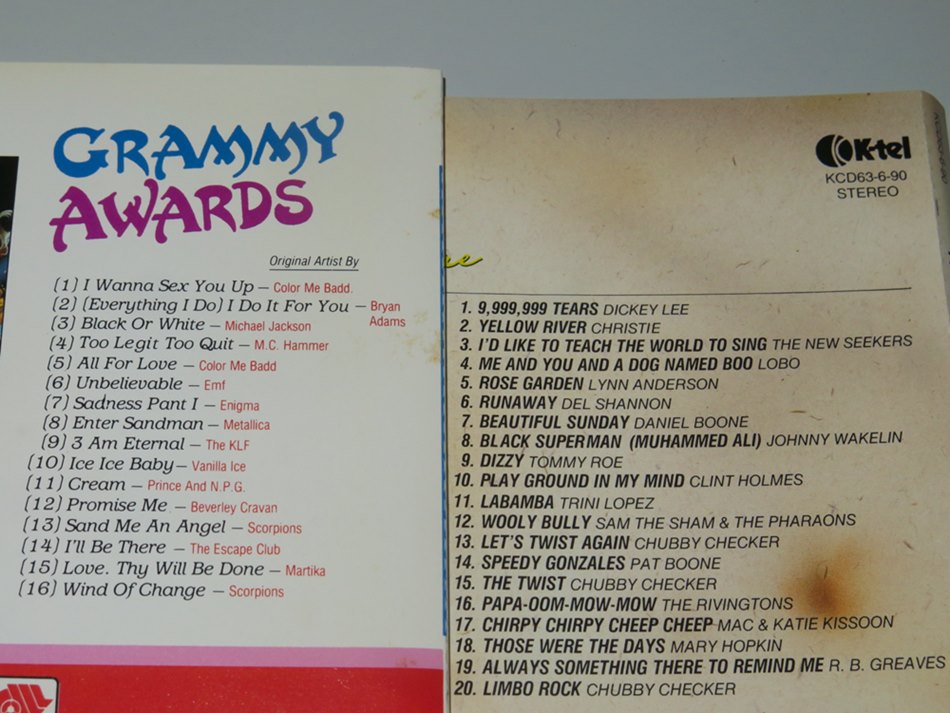 GRAMMY
AWARDS
Original Artist By
(1) I Wanna Sex You Up – Color Me Badd.
(2) (Everything I Do) I Do It For You – Bryan
Adams
(3) Black Or White – Michael Jackson
(4) Too Legit Too Quit – M.C. Hammer
(5) All For Love – Color Me Badd
(6) Unbelievable – Emf
(7) Sadness Pant I – Enigma
(8) Enter Sandman – Metallica
(9) 3 Am Eternal – The KLF
(10) Ice Ice Baby – Vanilla Ice
(11) Cream – Prince And N.P.G.
(12) Promise Me – Beverley Cravan
(13) Sand Me An Angel – Scorpions
(14) I'll Be There – The Escape Club
(15) Love. Thy Will Be Done – Martika
(16) Wind Of Change – Scorpions
K-tel
KCD63-6-90
STEREO
1. 9,999,999 TEARS DICKEY LEE
2. YELLOW RIVER CHRISTIE
3. I'D LIKE TO TEACH THE WORLD TO SING THE NEW SEEKERS
4. ME AND YOU AND A DOG NAMED BOO LOBO
5. ROSE GARDEN LYNN ANDERSON
6. RUNAWAY DEL SHANNON
7. BEAUTIFUL SUNDAY DANIEL BOONE
8. BLACK SUPERMAN (MUHAMMED ALI) JOHNNY WAKELIN
9. DIZZY TOMMY ROE
10. PLAY GROUND IN MY MIND CLINT HOLMES
11. LABAMBA TRINI LOPEZ
12. WOOLY BULLY SAM THE SHAM & THE PHARAONS
13. LET'S TWIST AGAIN CHUBBY CHECKER
14. SPEEDY GONZALES PAT BOONE
15. THE TWIST CHUBBY CHECKER
16. PAPA-OOM-MOW-MOW THE RIVINGTONS
17. CHIRPY CHIRPY CHEEP CHEEP MAC & KATIE KISSOON
18. THOSE WERE THE DAYS MARY HOPKIN
19. ALWAYS SOMETHING THERE TO REMIND ME R. B. GREAVES
20. LIMBO ROCK CHUBBY CHECKER